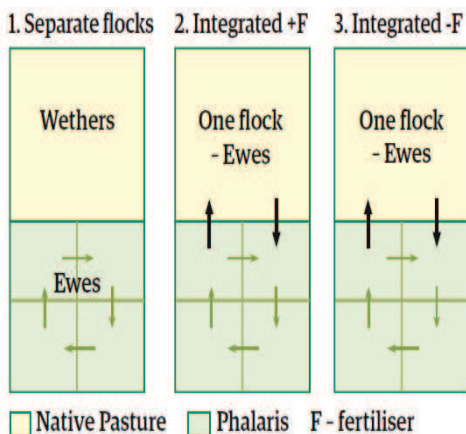 1. Separate flocks 2. Integrated +F 3. Integrated -F
Wethers
One flock
- Ewes
One flock
- Ewes
Ewes
Native Pasture Phalaris F - fertiliser